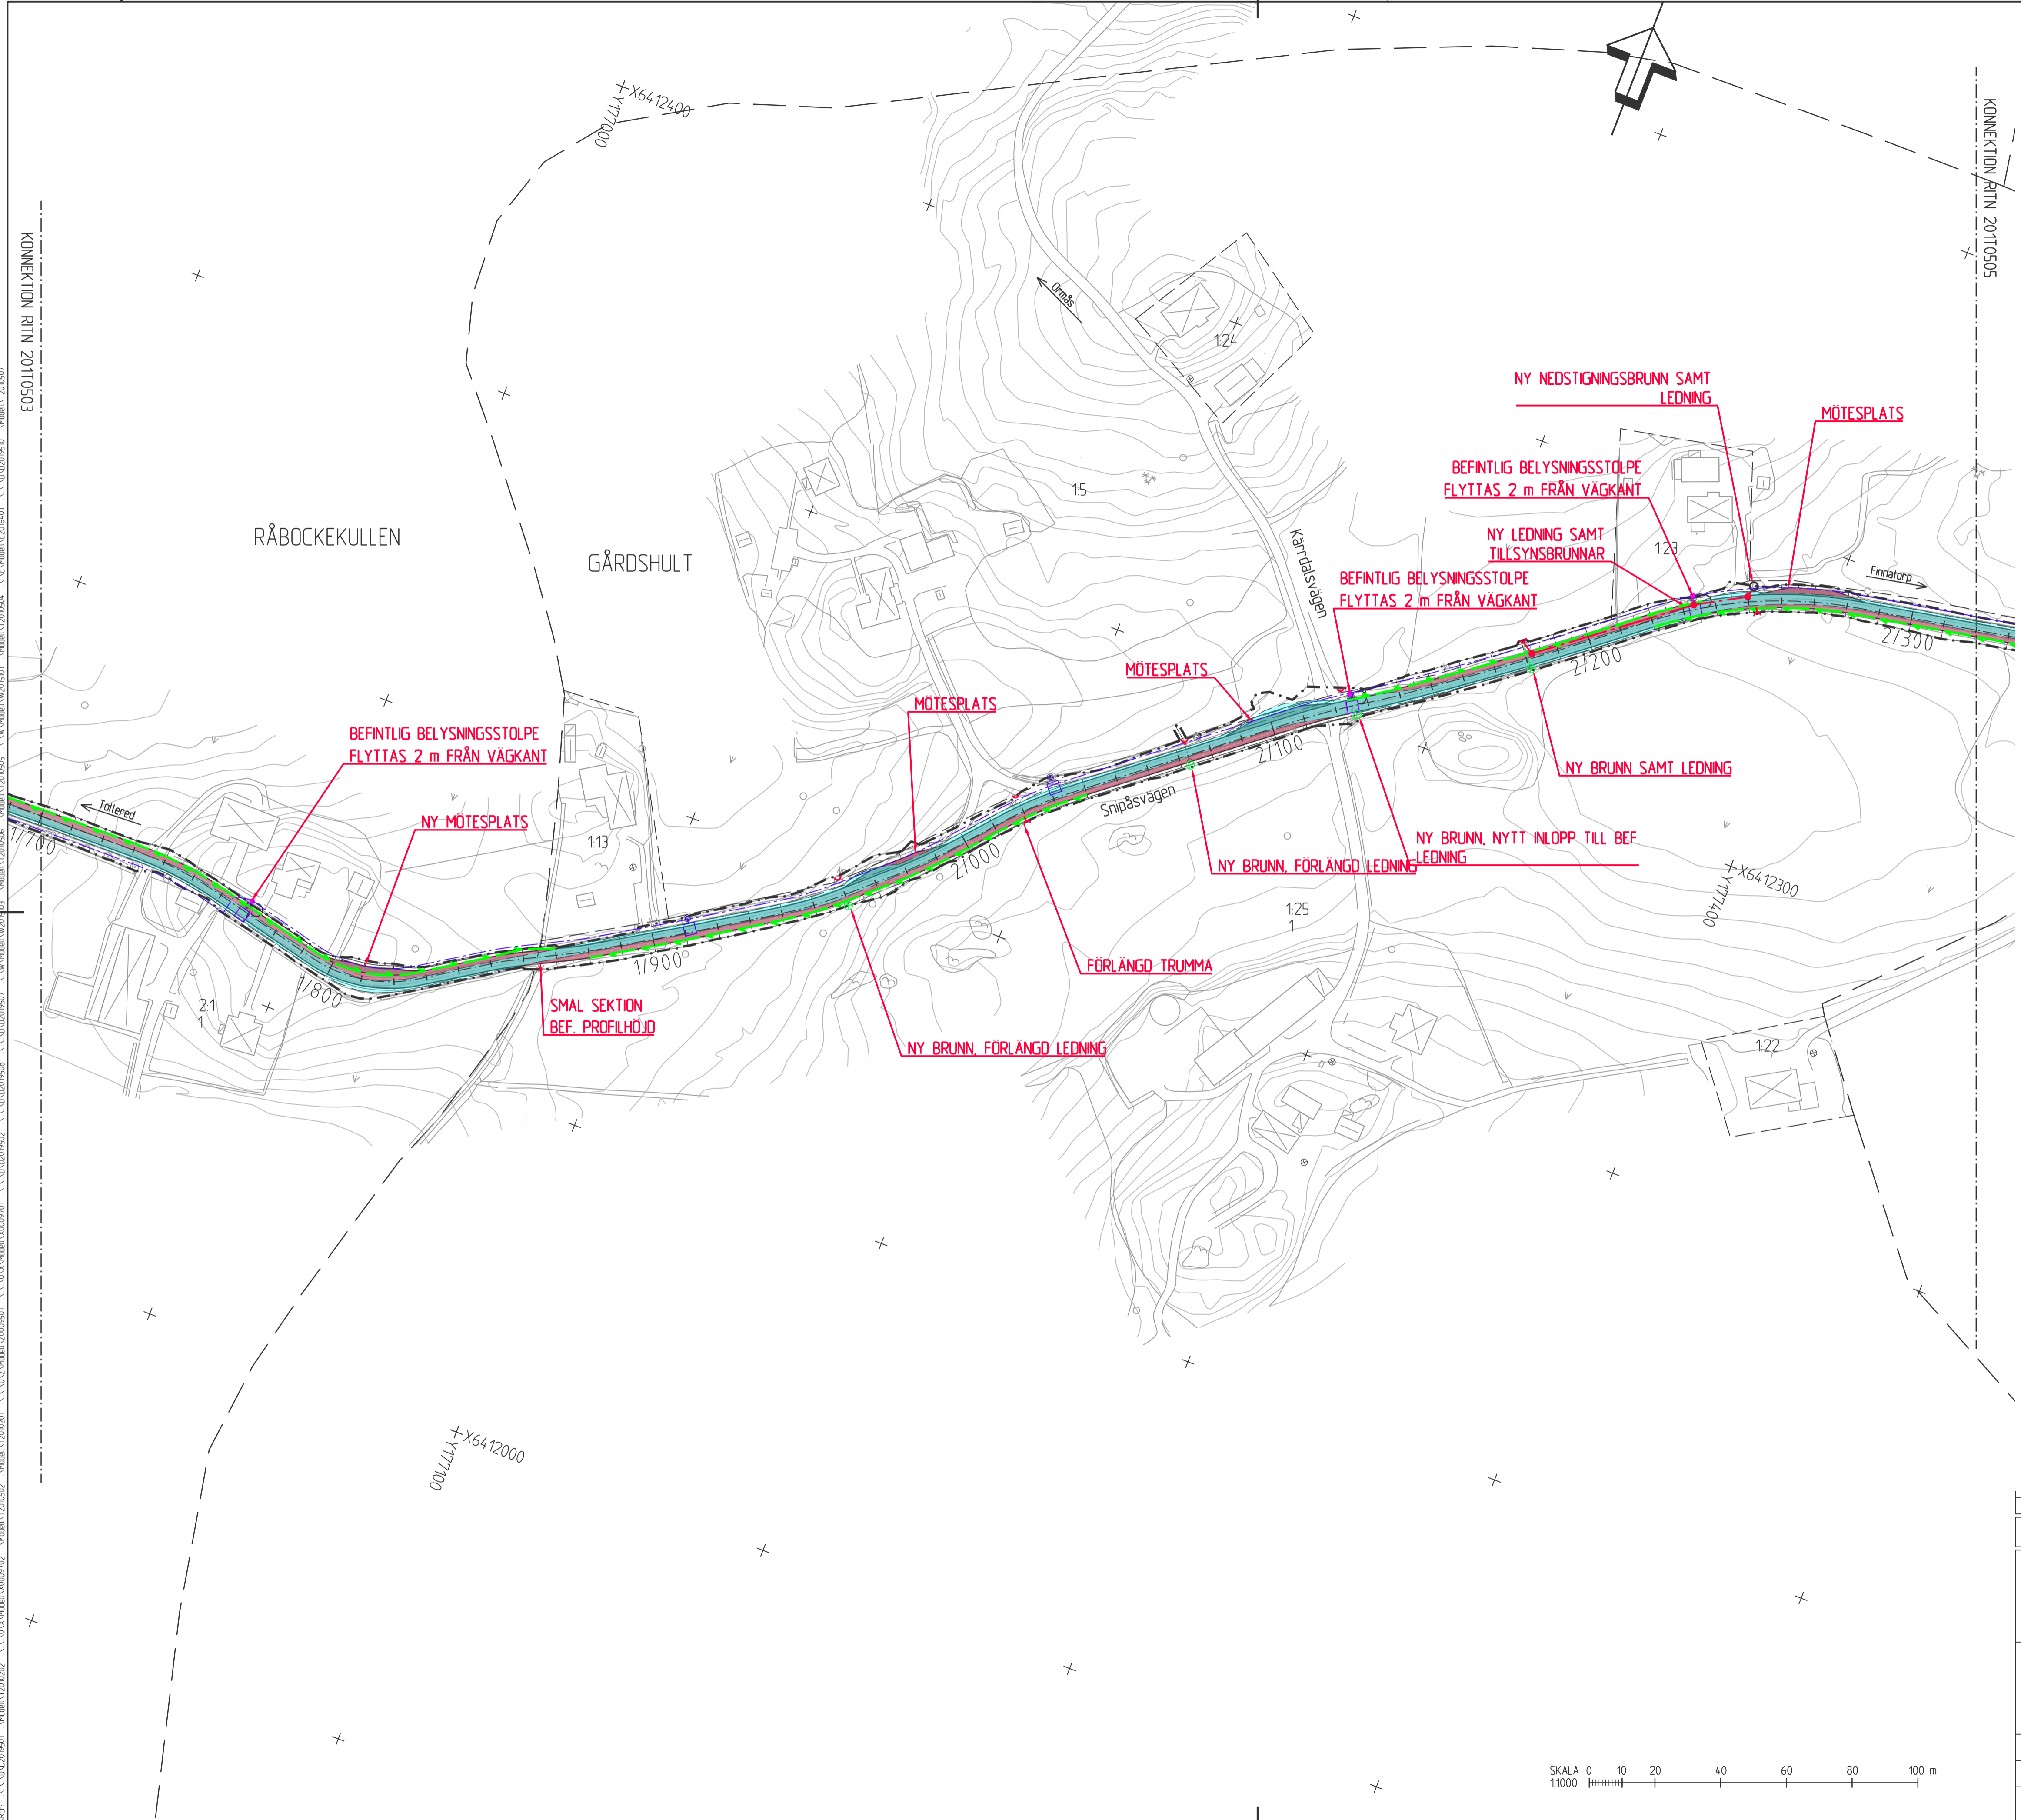 X6412400
Y177000
KONNEKTION RITN 201T0503
KONNEKTION RITN 201T0505
Ormås
1:24
NY NEDSTIGNINGSBRUNN SAMT
LEDNING
MÖTESPLATS
BEFINTLIG BELYSNINGSSTOLPE
FLYTTAS 2 m FRÅN VÄGKANT
1:5
RÅBOCKEKULLEN
GÅRDSHULT
Kärrdalsvägen
NY LEDNING SAMT
TILLSYNSBRUNNAR
1:23
BEFINTLIG BELYSNINGSSTOLPE
FLYTTAS 2 m FRÅN VÄGKANT
Finnatorp
2/300
2/200
MÖTESPLATS
MÖTESPLATS
BEFINTLIG BELYSNINGSSTOLPE
FLYTTAS 2 m FRÅN VÄGKANT
2/100
NY BRUNN SAMT LEDNING
Snipåsvägen
Tollered
1/700
NY MÖTESPLATS
1:13
2/000
NY BRUNN, NYTT INLOPP TILL BEF.
LEDNING
NY BRUNN, FÖRLÄNGD LEDNING
X6412300
Y177400
1:25
1
1/900
FÖRLÄNGD TRUMMA
1/800
2:1
1
SMAL SEKTION
BEF. PROFILHÖJD
NY BRUNN, FÖRLÄNGD LEDNING
1:22
X6412000
Y177100
SKALA 0 10 20 40 60 80 100 m
1:1000